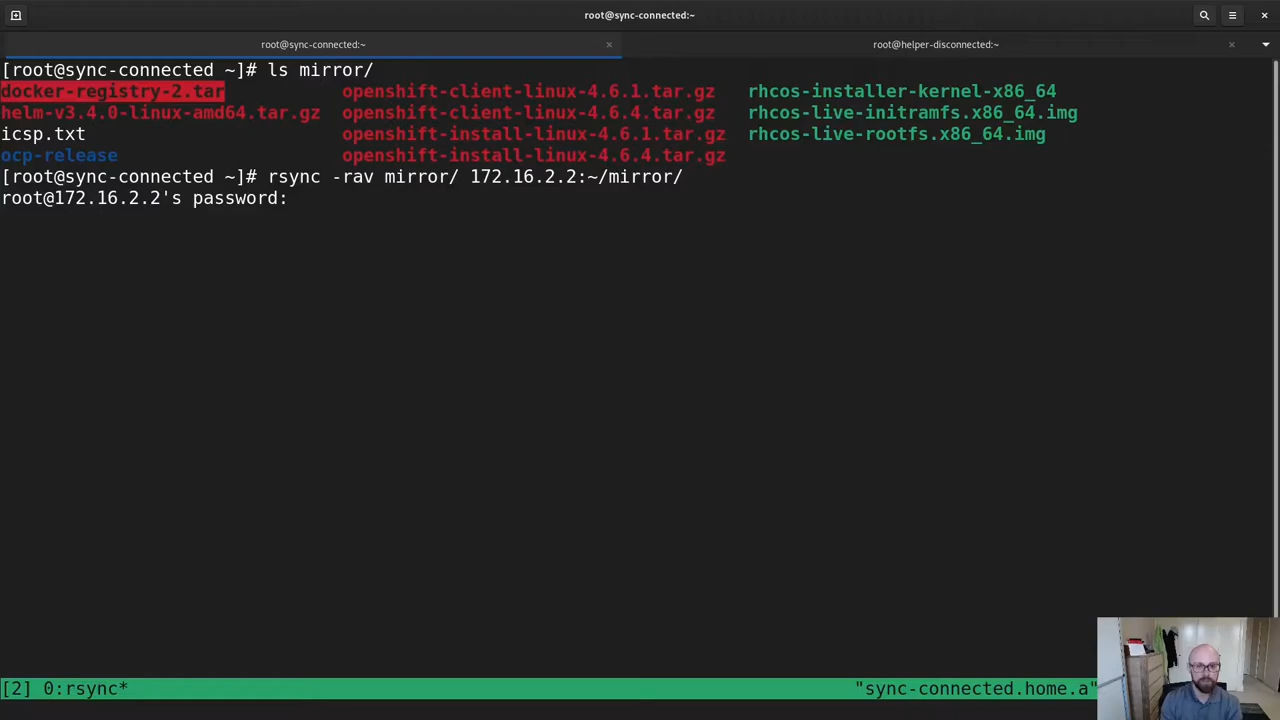 root@sync-connected:~
root@sync-connected:~
root@helper-disconnected:~
[root@sync-connected ~]# ls mirror/
docker-registry-2.tar openshift-client-linux-4.6.1.tar.gz rhcos-installer-kernel-x86_64
helm-v3.4.0-linux-amd64.tar.gz openshift-client-linux-4.6.4.tar.gz rhcos-live-initramfs.x86_64.img
icsp.txt openshift-install-linux-4.6.1.tar.gz rhcos-live-rootfs.x86_64.img
ocp-release openshift-install-linux-4.6.4.tar.gz
[root@sync-connected ~]# rsync -rav mirror/ 172.16.2.2:~/mirror/
root@172.16.2.2's password:
[2] 0:rsync* "sync-connected.home.a"